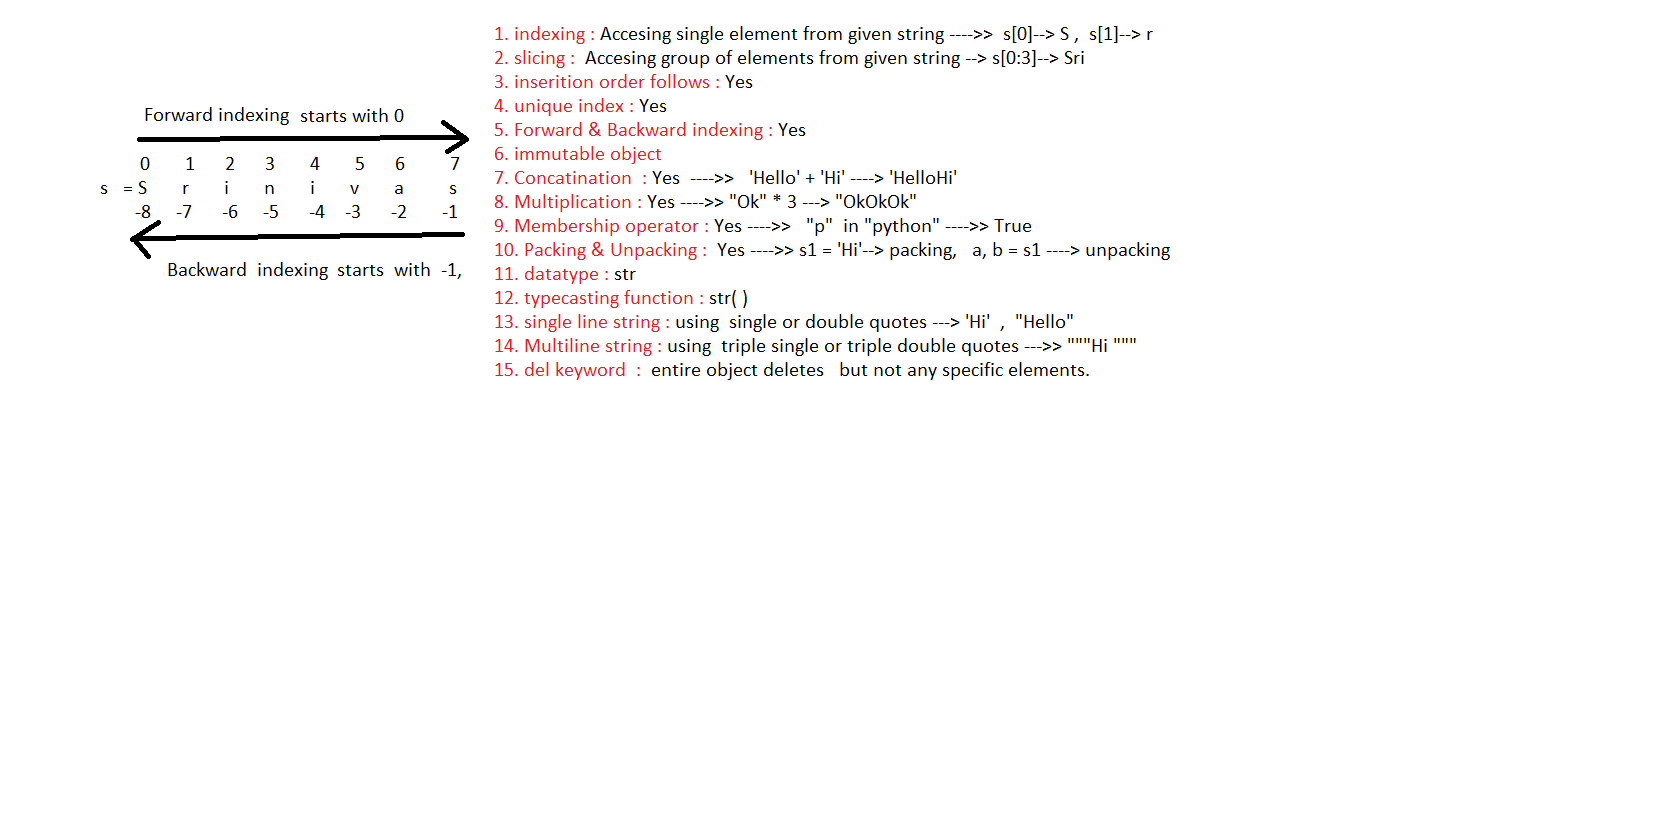 Forward indexing starts with 0
0 1 2 3 4 5 6 7
s = S r i n i v a s
-8 -7 -6 -5 -4 -3 -2 -1
Backward indexing starts with -1,
1. indexing : Accesing single element from given string ---->> s[0]--> S , s[1]--> r
2. slicing : Accesing group of elements from given string --> s[0:3]--> Sri
3. inserition order follows : Yes
4. unique index : Yes
5. Forward & Backward indexing : Yes
6. immutable object
7. Concatination : Yes ---->> 'Hello' + 'Hi' ----> 'HelloHi'
8. Multiplication : Yes ---->> "Ok" * 3 ---> "OkOkOk"
9. Membership operator : Yes ---->> "p" in "python" ---->> True
10. Packing & Unpacking : Yes ---->> s1 = 'Hi'--> packing, a, b = s1 ----> unpacking
11. datatype : str
12. typecasting function : str( )
13. single line string : using single or double quotes ---> 'Hi' , "Hello"
14. Multiline string : using triple single or triple double quotes --->> """Hi """
15. del keyword : entire object deletes but not any specific elements.